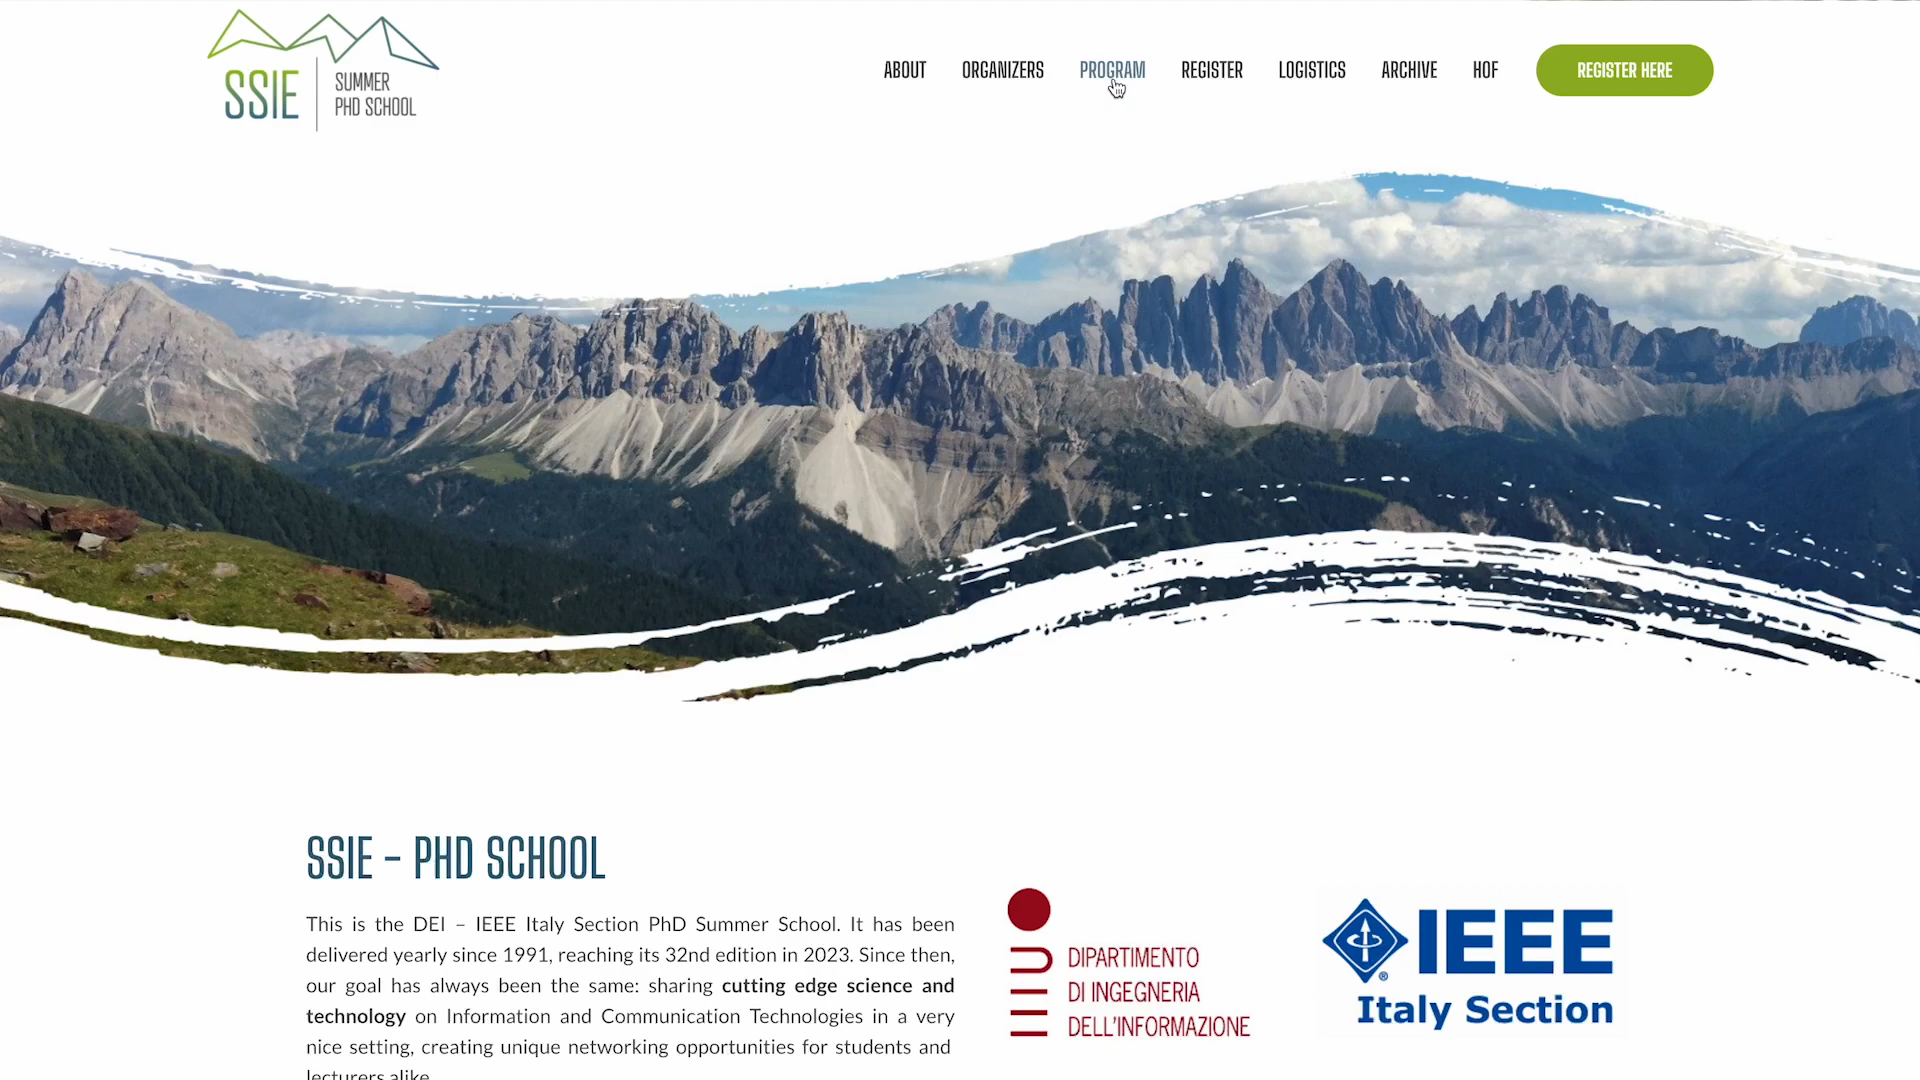 SSIE
SUMMER
PHD SCHOOL
ABOUT ORGANIZERS PROGRAM REGISTER LOGISTICS ARCHIVE HOF REGISTER HERE
SSIE – PHD SCHOOL
This is the DEI – IEEE Italy Section PhD Summer School. It has been
delivered yearly since 1991, reaching its 32nd edition in 2023. Since then,
our goal has always been the same: sharing cutting edge science and
technology on Information and Communication Technologies in a very
nice setting, creating unique networking opportunities for students and
lecturers alike
DIPARTIMENTO
DI INGEGNERIA
DELL'INFORMAZIONE
IEEE
®
Italy Section